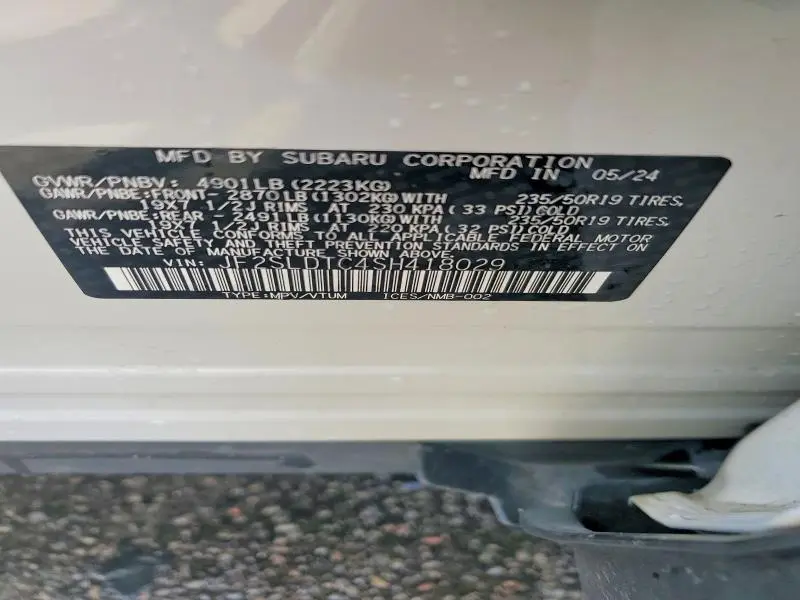 MFD BY SUBARU CORPORATION
MFD IN 05/24
GVWR/PNBV: 4901LB(2223KG)
GAWR/PNBE:FRONT- 2870LB(1302KG)WITH 235/50R19 TIRES,
19X7 1/2J RIMS, AT 230 KPA( 33 PSI)COLD
GAWR/PNBE:REAR - 2491LB(1130KG)WITH 235/50R19 TIRES,
19X7 1/2J RIMS, AT 220 KPA( 32 PSI)COLD
THIS VEHICLE CONFORMS TO ALL APPLICABLE FEDERAL MOTOR
VEHICLE SAFETY AND THEFT PREVENTION STANDARDS IN EFFECT ON
THE DATE OF MANUFACTURE SHOWN ABOVE.
VIN: JF2SLDTC4SH418029
TYPE:MPV/VTUM ICES/NMB-002